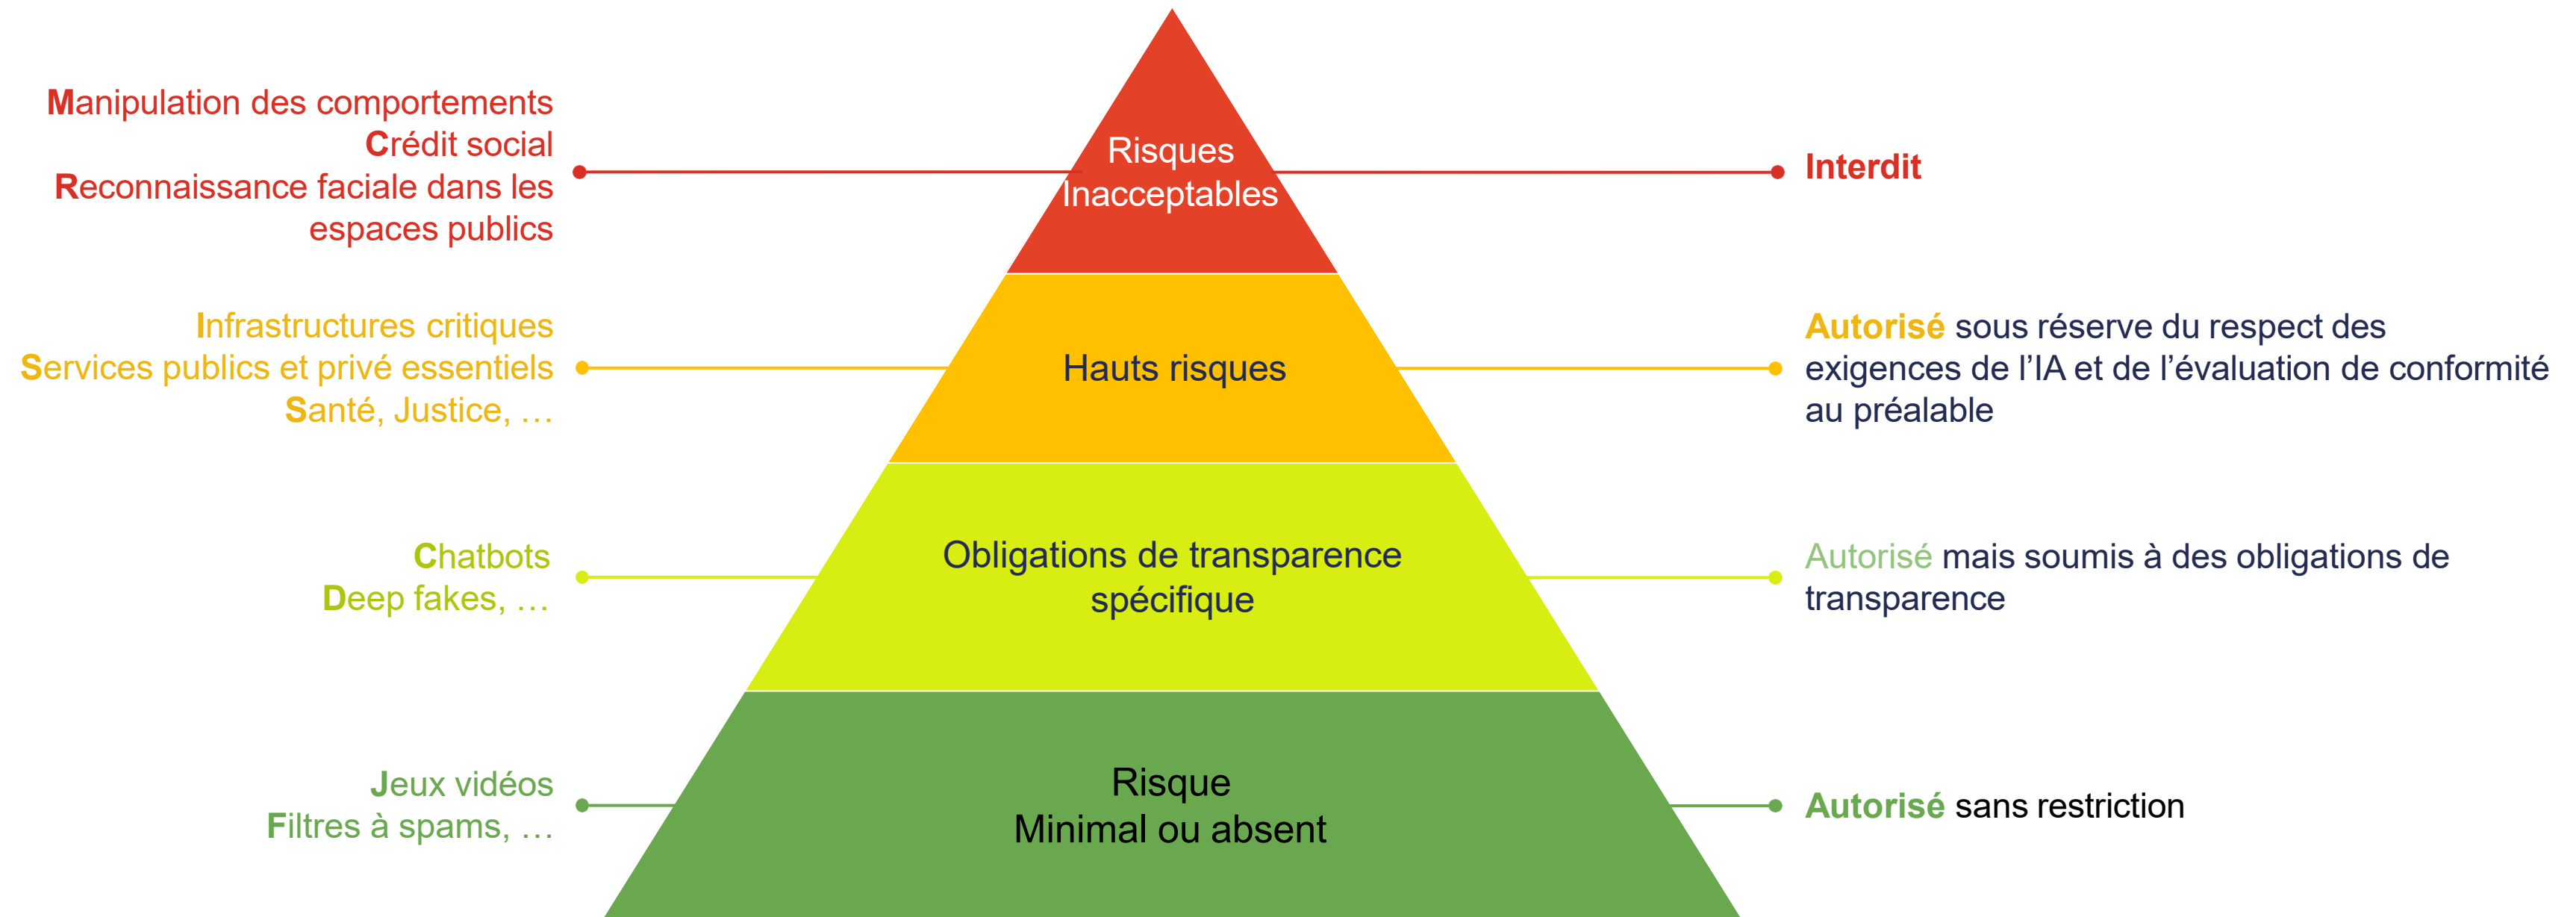 Manipulation des comportements
Crédit social
Reconnaissance faciale dans les
espaces publics
Risques
Inacceptables
Interdit
Infrastructures critiques
Services publics et privé essentiels
Santé, Justice, …
Hauts risques
Autorisé sous réserve du respect des
exigences de l’IA et de l’évaluation de conformité
au préalable
Chatbots
Deep fakes, …
Obligations de transparence
spécifique
Autorisé mais soumis à des obligations de
transparence
Jeux vidéos
Filtres à spams, …
Risque
Minimal ou absent
Autorisé sans restriction